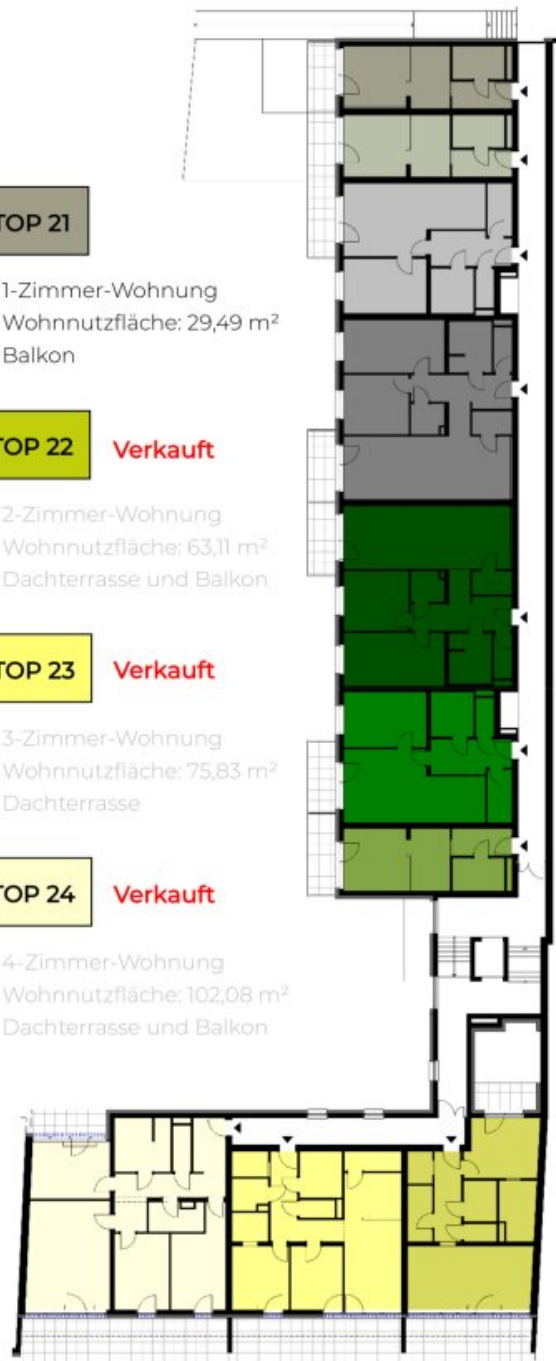 TOP 21
1-Zimmer-Wohnung
Wohnnutzfläche: 29,49 m²
Balkon
TOP 22 Verkauft
2-Zimmer-Wohnung
Wohnnutzfläche: 63,11 m²
Dachterrasse und Balkon
TOP 23 Verkauft
3-Zimmer-Wohnung
Wohnnutzfläche: 75,83 m²
Dachterrasse
TOP 24 Verkauft
4-Zimmer-Wohnung
Wohnnutzfläche: 102,08 m²
Dachterrasse und Balkon